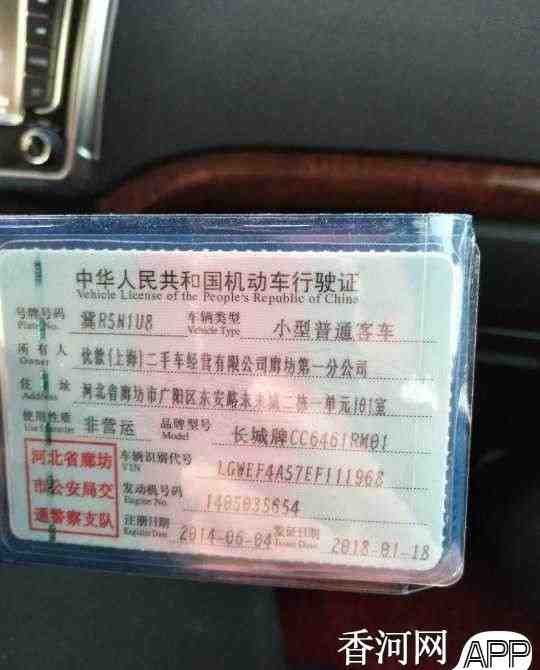 中华人民共和国机动车行驶证
Vehicle License of the People's Republic of China
号牌号码 Plate No. 冀R5N1U8 车辆类型 Vehicle Type 小型普通客车
所有人 Owner 优歆(上海)二手车经营有限公司廊坊第一分公司
住址 Address 河北省廊坊市广阳区东安路未来城二栋一单元101室
使用性质 Use Character 非营运 品牌型号 Model 长城牌CC6461RM01
河北省廊坊市公安局交通警察支队
车辆识别代号 VIN LGWEF4A57EF111968
发动机号码 Engine No. 1405035654
注册日期 Register Date 2014-06-04 发证日期 Issue Date 2018-01-18
香河网 APP